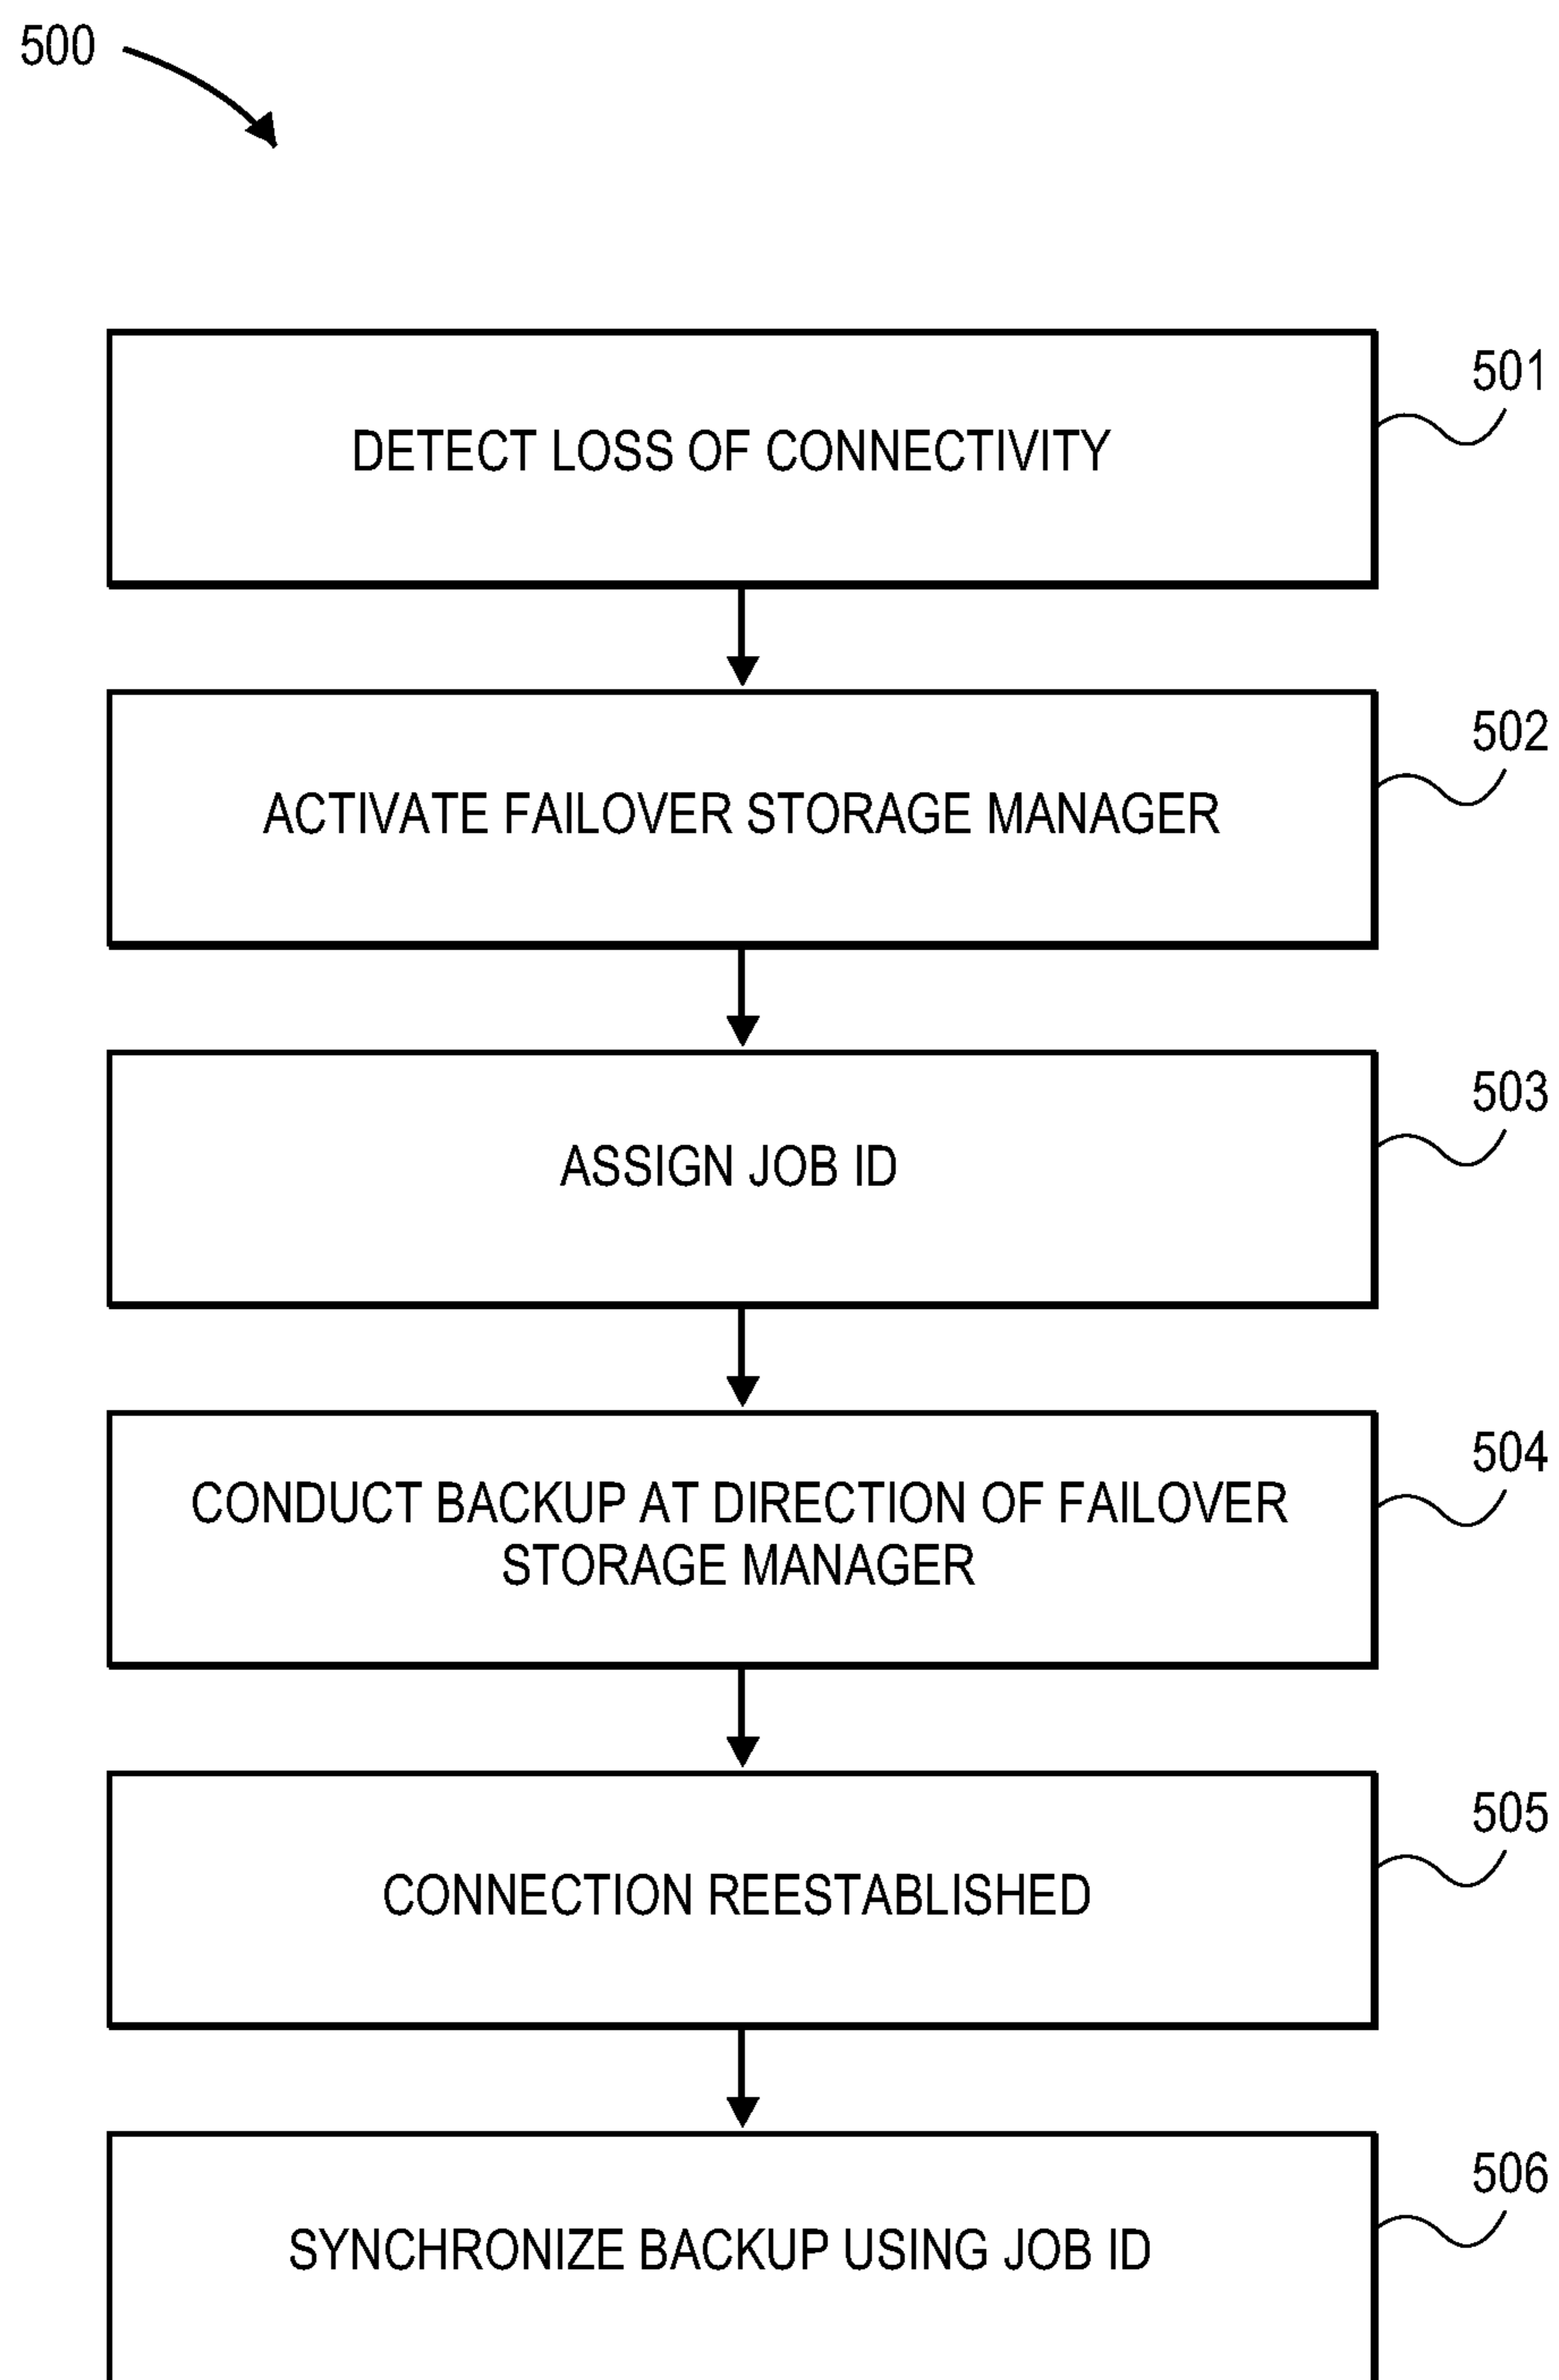 500
501
DETECT LOSS OF CONNECTIVITY
502
ACTIVATE FAILOVER STORAGE MANAGER
503
ASSIGN JOB ID
504
CONDUCT BACKUP AT DIRECTION OF FAILOVER
STORAGE MANAGER
505
CONNECTION REESTABLISHED
506
SYNCHRONIZE BACKUP USING JOB ID